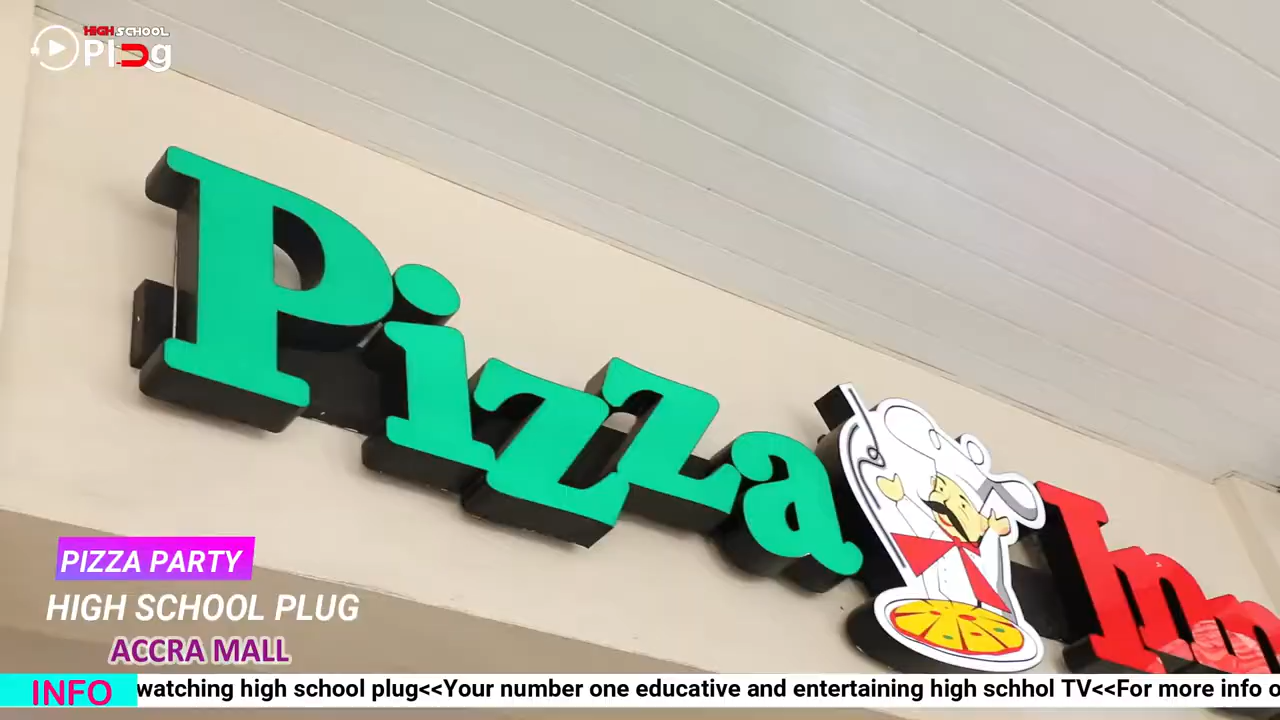 HIGH SCHOOL
Plug
Pizza Inn
PIZZA PARTY
HIGH SCHOOL PLUG
ACCRA MALL
INFO watching high school plug<<Your number one educative and entertaining high schhol TV<<For more info o